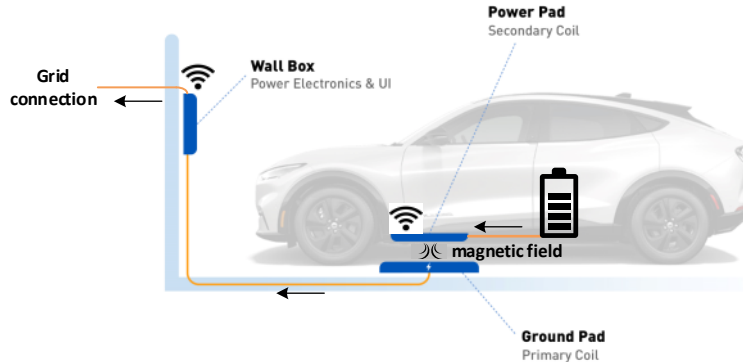 Power Pad
Secondary Coil
Wall Box
Power Electronics & UI
Grid
connection
magnetic field
Ground Pad
Primary Coil